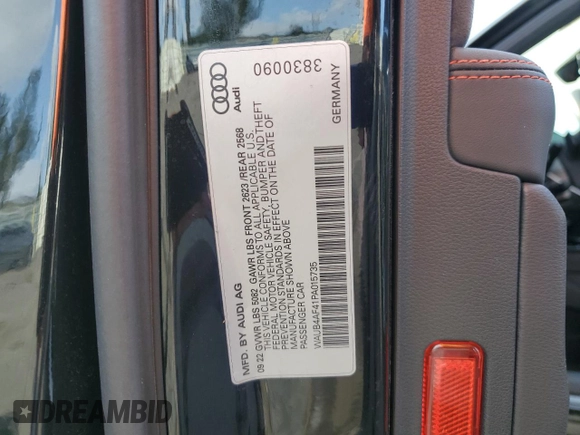 Audi
3830090
GERMANY
MFD. BY AUDI AG
09 22 GVWR LBS 5082 GAWR LBS FRONT 2623 /REAR 2568
THIS VEHICLE CONFORMS TO ALL APPLICABLE U.S.
FEDERAL MOTOR VEHICLE SAFETY, BUMPER AND THEFT
PREVENTION STANDARDS IN EFFECT ON THE DATE OF
MANUFACTURE SHOWN ABOVE
PASSENGER CAR
WAUB4AF41PA015735
DREAMBID